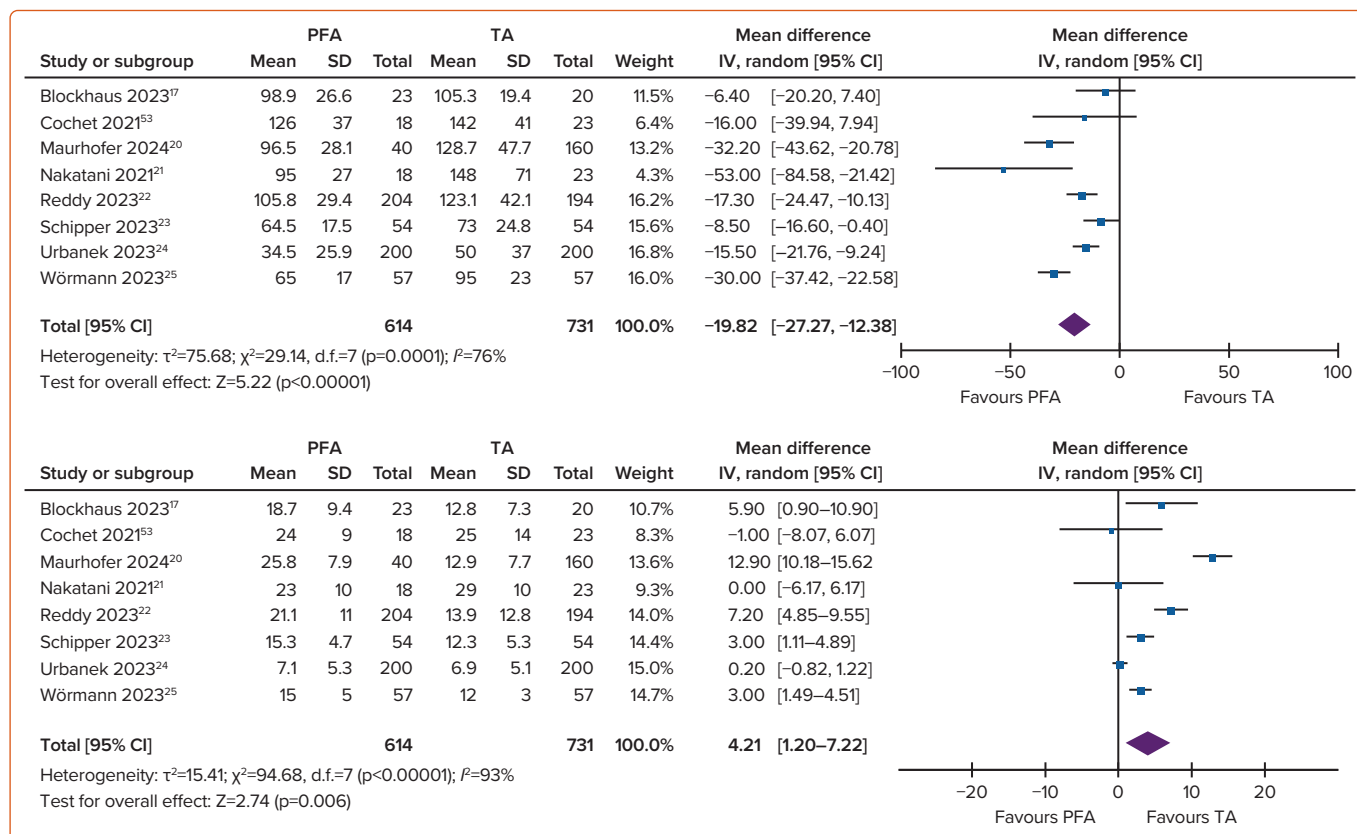 PFA TA Mean difference Mean difference
Study or subgroup Mean SD Total Mean SD Total Weight IV, random [95% CI] IV, random [95% CI]
Blockhaus 2023¹⁷ 98.9 26.6 23 105.3 19.4 20 11.5% −6.40 [−20.20, 7.40]
Cochet 2021⁵³ 126 37 18 142 41 23 6.4% −16.00 [−39.94, 7.94]
Maurhofer 2024²⁰ 96.5 28.1 40 128.7 47.7 160 13.2% −32.20 [−43.62, −20.78]
Nakatani 2021²¹ 95 27 18 148 71 23 4.3% −53.00 [−84.58, −21.42]
Reddy 2023²² 105.8 29.4 204 123.1 42.1 194 16.2% −17.30 [−24.47, −10.13]
Schipper 2023²³ 64.5 17.5 54 73 24.8 54 15.6% −8.50 [−16.60, −0.40]
Urbanek 2023²⁴ 34.5 25.9 200 50 37 200 16.8% −15.50 [−21.76, −9.24]
Wörmann 2023²⁵ 65 17 57 95 23 57 16.0% −30.00 [−37.42, −22.58]
Total [95% CI] 614 731 100.0% −19.82 [−27.27, −12.38]
Heterogeneity: τ²=75.68; χ²=29.14, d.f.=7 (p=0.0001); I²=76%
Test for overall effect: Z=5.22 (p<0.00001)
−100 −50 0 50 100
Favours PFA Favours TA
PFA TA Mean difference Mean difference
Study or subgroup Mean SD Total Mean SD Total Weight IV, random [95% CI] IV, random [95% CI]
Blockhaus 2023¹⁷ 18.7 9.4 23 12.8 7.3 20 10.7% 5.90 [0.90–10.90]
Cochet 2021⁵³ 24 9 18 25 14 23 8.3% −1.00 [−8.07, 6.07]
Maurhofer 2024²⁰ 25.8 7.9 40 12.9 7.7 160 13.6% 12.90 [10.18–15.62
Nakatani 2021²¹ 23 10 18 29 10 23 9.3% 0.00 [−6.17, 6.17]
Reddy 2023²² 21.1 11 204 13.9 12.8 194 14.0% 7.20 [4.85–9.55]
Schipper 2023²³ 15.3 4.7 54 12.3 5.3 54 14.4% 3.00 [1.11–4.89]
Urbanek 2023²⁴ 7.1 5.3 200 6.9 5.1 200 15.0% 0.20 [−0.82, 1.22]
Wörmann 2023²⁵ 15 5 57 12 3 57 14.7% 3.00 [1.49–4.51]
Total [95% CI] 614 731 100.0% 4.21 [1.20–7.22]
Heterogeneity: τ²=15.41; χ²=94.68, d.f.=7 (p<0.00001); I²=93%
Test for overall effect: Z=2.74 (p=0.006)
−20 −10 0 10 20
Favours PFA Favours TA